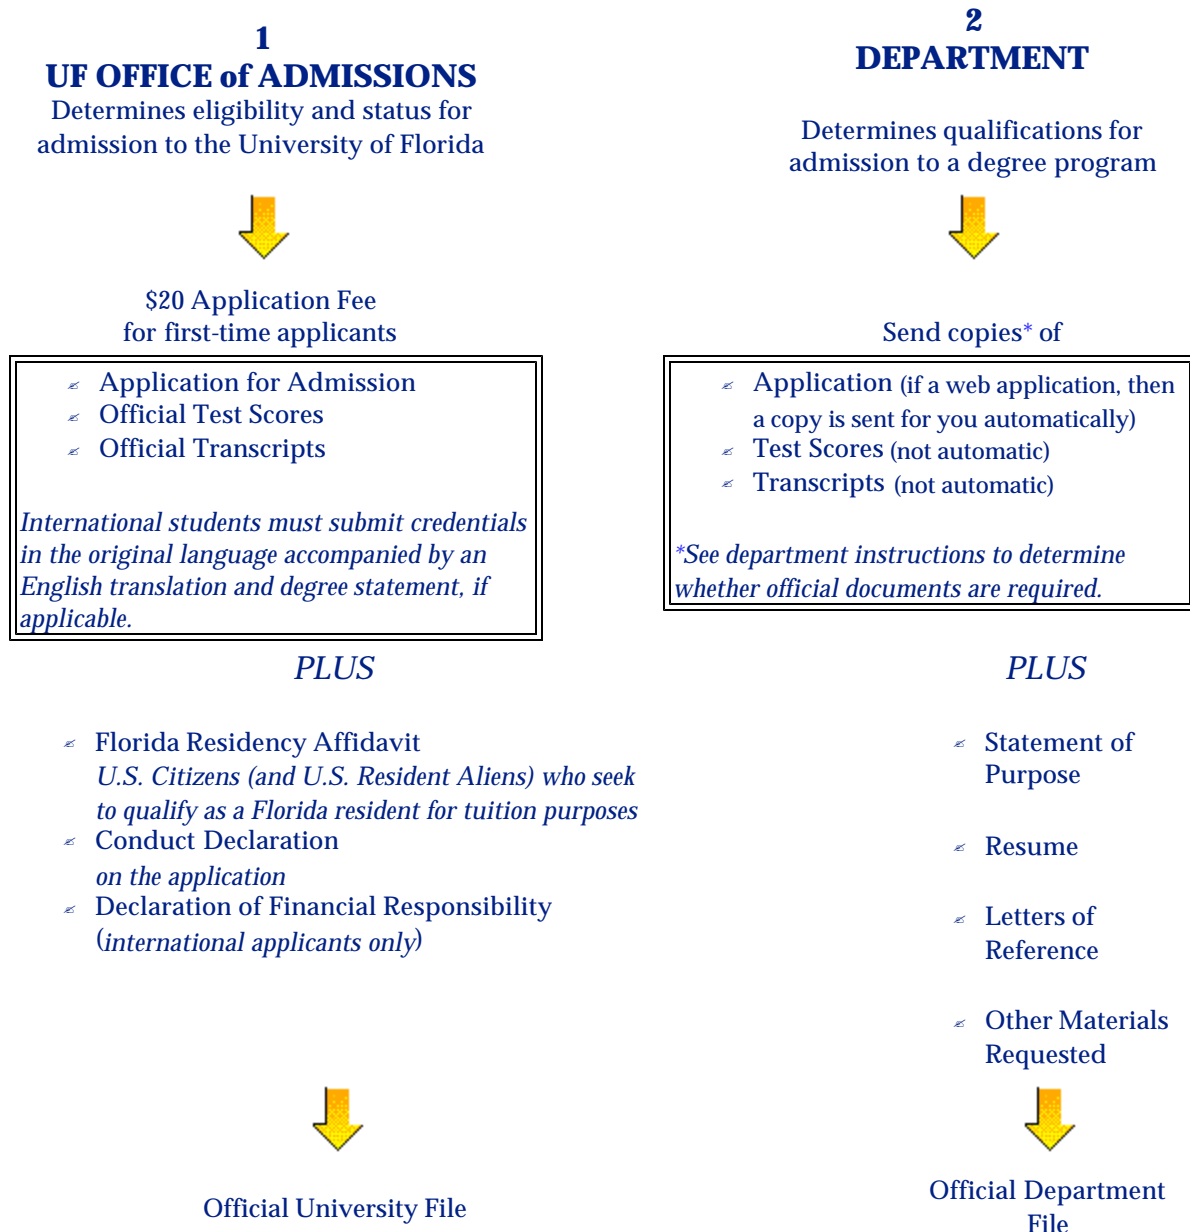 1
UF OFFICE of ADMISSIONS
Determines eligibility and status for
admission to the University of Florida
$20 Application Fee
for first-time applicants
Application for Admission
Official Test Scores
Official Transcripts
International students must submit credentials
in the original language accompanied by an
English translation and degree statement, if
applicable.
PLUS
Florida Residency Affidavit
U.S. Citizens (and U.S. Resident Aliens) who seek
to qualify as a Florida resident for tuition purposes
Conduct Declaration
on the application
Declaration of Financial Responsibility
(international applicants only)
Official University File
2
DEPARTMENT
Determines qualifications for
admission to a degree program
Send copies* of
Application (if a web application, then
a copy is sent for you automatically)
Test Scores (not automatic)
Transcripts (not automatic)
*See department instructions to determine
whether official documents are required.
PLUS
Statement of
Purpose
Resume
Letters of
Reference
Other Materials
Requested
Official Department
File